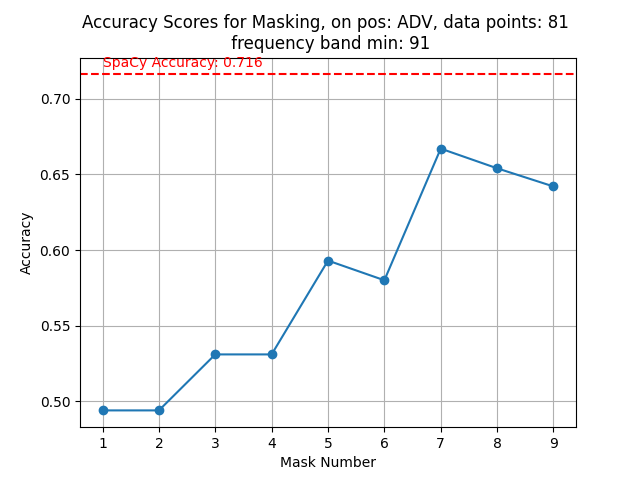 Accuracy Scores for Masking, on pos: ADV, data points: 81
frequency band min: 91
SpaCy Accuracy: 0.716
0.70
0.65
0.60
0.55
0.50
Accuracy
1 2 3 4 5 6 7 8 9
Mask Number